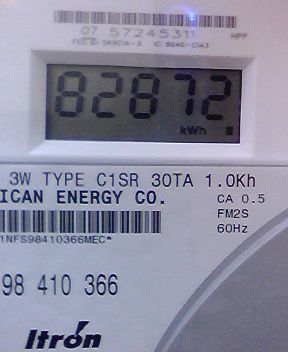 07 57245311 HPP
82872
kWh
3W TYPE C1SR 30TA 1.0Kh
ICAN ENERGY CO. CA 0.5
FM2S
60Hz
1NFS98410366MEC*
98 410 366
Itron